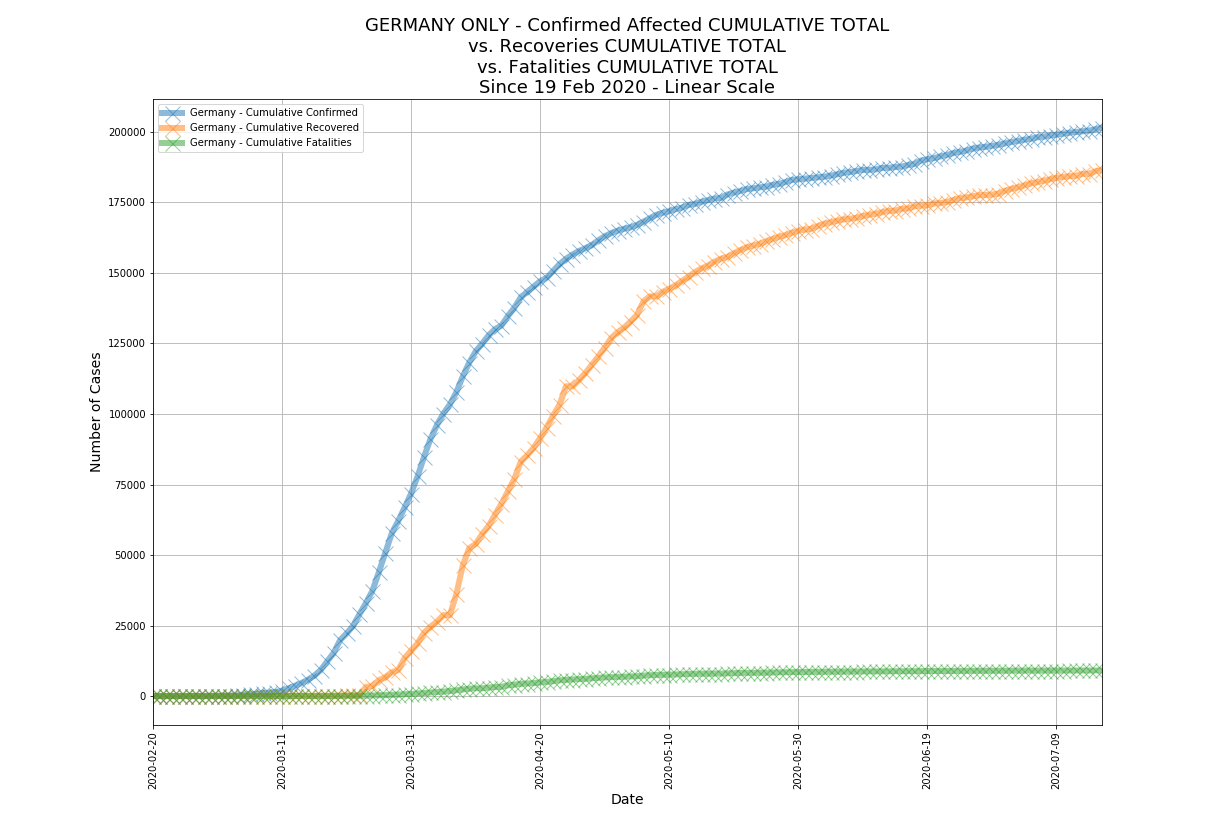 GERMANY ONLY - Confirmed Affected CUMULATIVE TOTAL
vs. Recoveries CUMULATIVE TOTAL
vs. Fatalities CUMULATIVE TOTAL
Since 19 Feb 2020 - Linear Scale
Germany - Cumulative Confirmed
Germany - Cumulative Recovered
Germany - Cumulative Fatalities
Number of Cases
200000
175000
150000
125000
100000
75000
50000
25000
0
2020-02-20
2020-03-11
2020-03-31
2020-04-20
2020-05-10
2020-05-30
2020-06-19
2020-07-09
Date